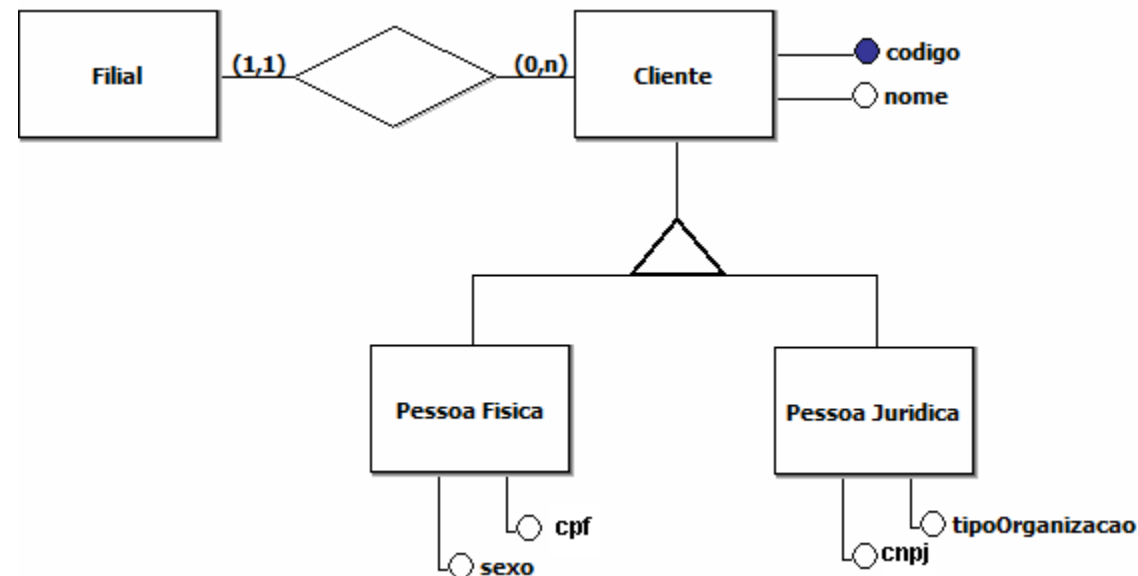 Filial
(1,1)
(0,n)
Cliente
codigo
nome
Pessoa Fisica
Pessoa Juridica
cpf
sexo
tipoOrganizacao
cnpj